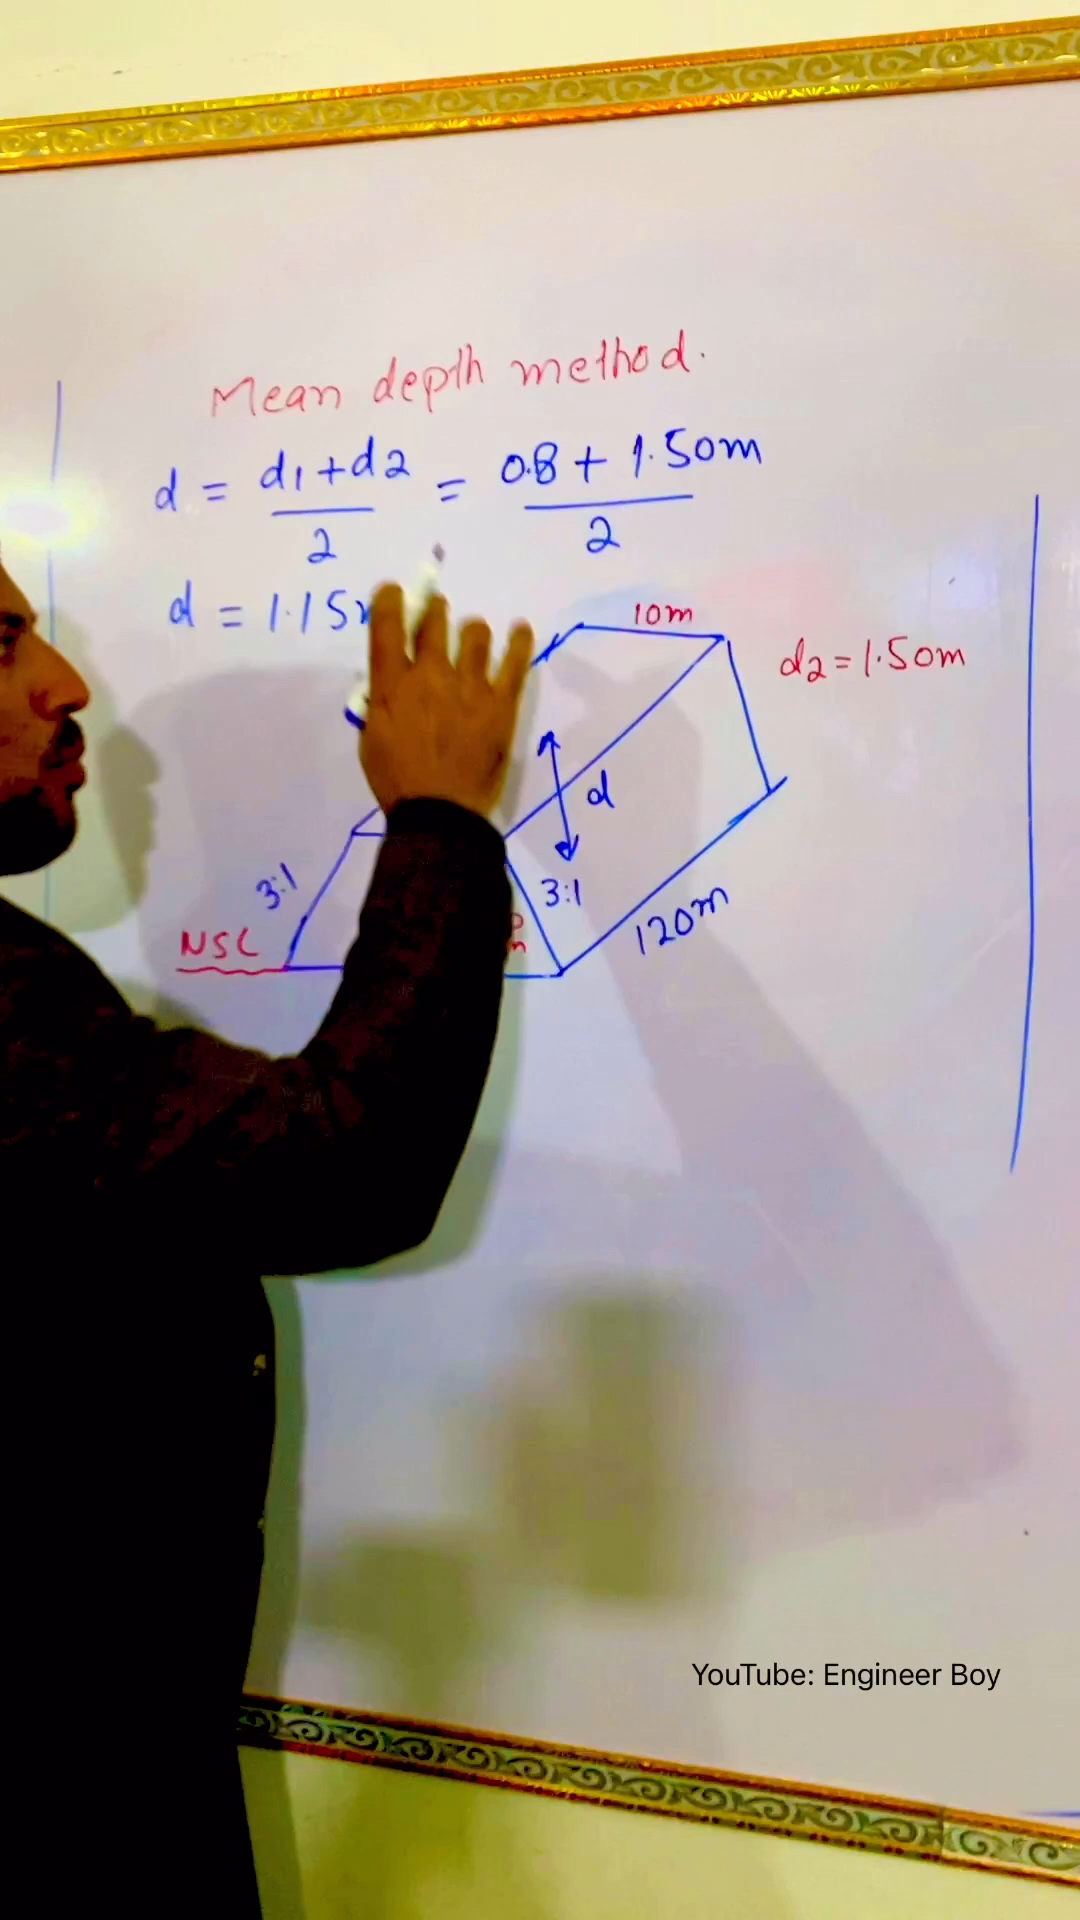 Mean depth method.
d = d1+d2 / 2 = 0.8 + 1.50m / 2
d = 1.15
10m
d2 = 1.50m
d
3:1
3:1
NSL
120m
YouTube: Engineer Boy